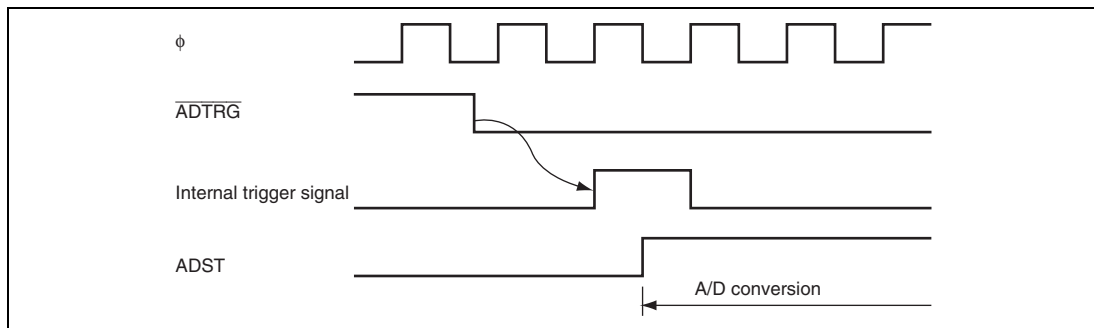 ϕ
ADTRG
Internal trigger signal
ADST
A/D conversion